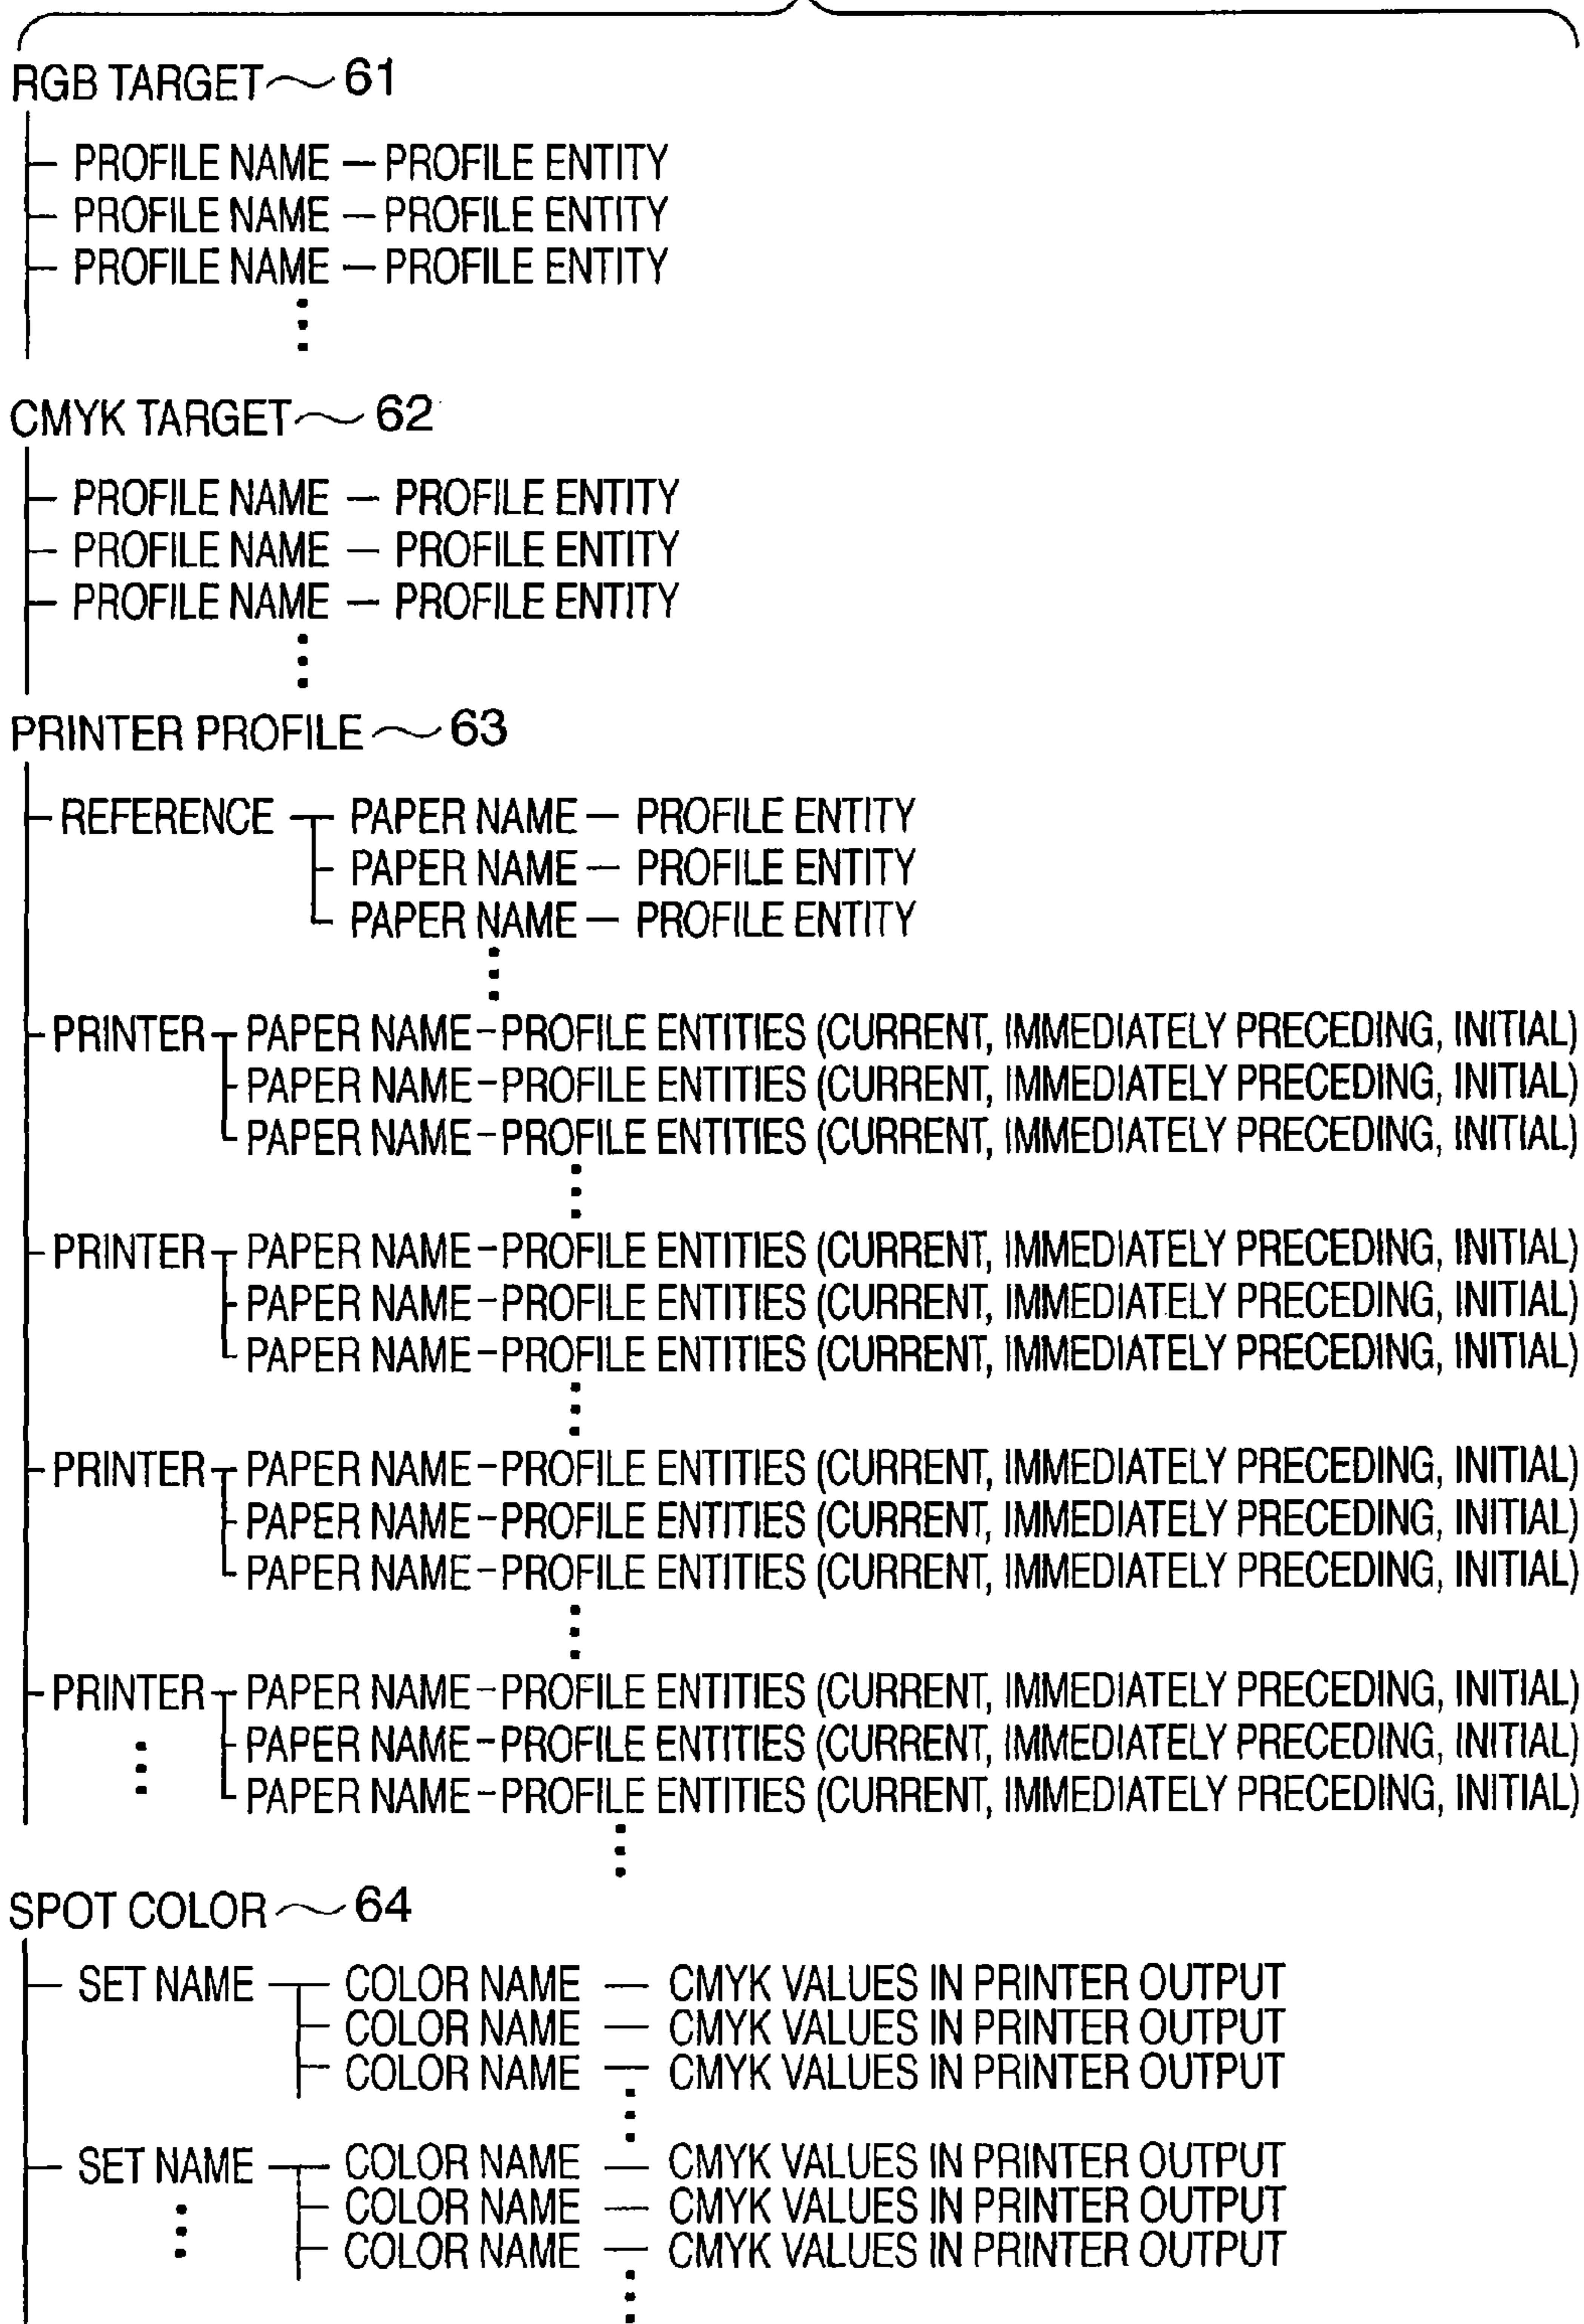 RGB TARGET 61
PROFILE NAME — PROFILE ENTITY
PROFILE NAME — PROFILE ENTITY
PROFILE NAME — PROFILE ENTITY
CMYK TARGET 62
PROFILE NAME — PROFILE ENTITY
PROFILE NAME — PROFILE ENTITY
PROFILE NAME — PROFILE ENTITY
PRINTER PROFILE 63
REFERENCE PAPER NAME — PROFILE ENTITY
PAPER NAME — PROFILE ENTITY
PAPER NAME — PROFILE ENTITY
PRINTER PAPER NAME-PROFILE ENTITIES (CURRENT, IMMEDIATELY PRECEDING, INITIAL)
PAPER NAME-PROFILE ENTITIES (CURRENT, IMMEDIATELY PRECEDING, INITIAL)
PAPER NAME-PROFILE ENTITIES (CURRENT, IMMEDIATELY PRECEDING, INITIAL)
PRINTER PAPER NAME-PROFILE ENTITIES (CURRENT, IMMEDIATELY PRECEDING, INITIAL)
PAPER NAME-PROFILE ENTITIES (CURRENT, IMMEDIATELY PRECEDING, INITIAL)
PAPER NAME-PROFILE ENTITIES (CURRENT, IMMEDIATELY PRECEDING, INITIAL)
PRINTER PAPER NAME-PROFILE ENTITIES (CURRENT, IMMEDIATELY PRECEDING, INITIAL)
PAPER NAME-PROFILE ENTITIES (CURRENT, IMMEDIATELY PRECEDING, INITIAL)
PAPER NAME-PROFILE ENTITIES (CURRENT, IMMEDIATELY PRECEDING, INITIAL)
PRINTER PAPER NAME-PROFILE ENTITIES (CURRENT, IMMEDIATELY PRECEDING, INITIAL)
PAPER NAME-PROFILE ENTITIES (CURRENT, IMMEDIATELY PRECEDING, INITIAL)
PAPER NAME-PROFILE ENTITIES (CURRENT, IMMEDIATELY PRECEDING, INITIAL)
SPOT COLOR 64
SET NAME COLOR NAME — CMYK VALUES IN PRINTER OUTPUT
COLOR NAME — CMYK VALUES IN PRINTER OUTPUT
COLOR NAME — CMYK VALUES IN PRINTER OUTPUT
SET NAME COLOR NAME — CMYK VALUES IN PRINTER OUTPUT
COLOR NAME — CMYK VALUES IN PRINTER OUTPUT
COLOR NAME — CMYK VALUES IN PRINTER OUTPUT